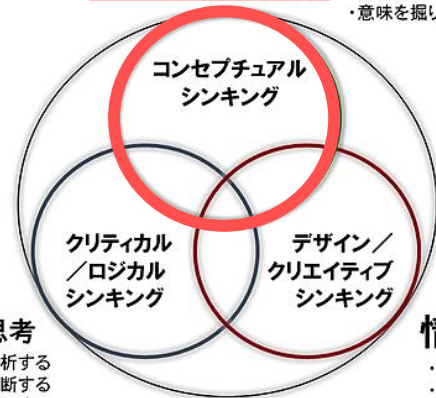 ・意味を掘り
コンセプチュアル
シンキング
クリティカル
／ロジカル
シンキング
デザイン／
クリエイティブ
シンキング
思考
析する
断する